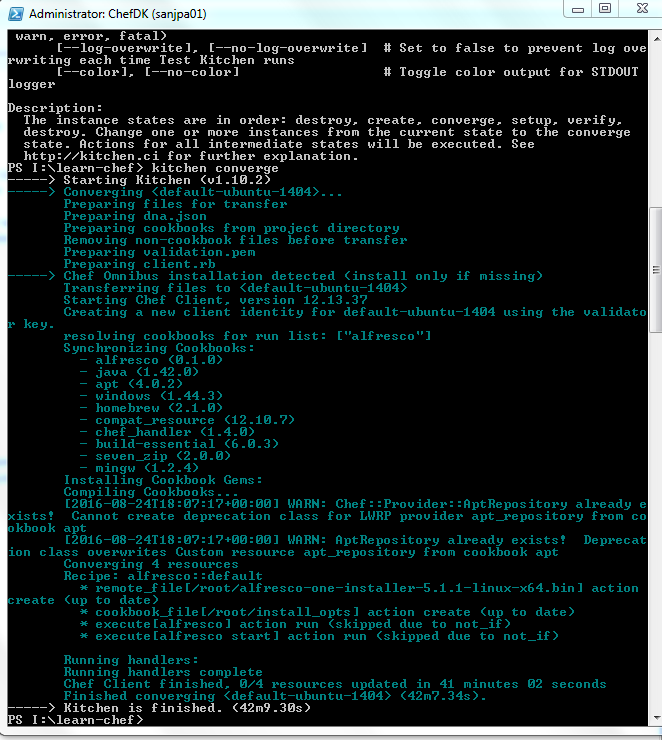 Administrator: ChefDK (sanjpa01)
warn, error, fatal)
[--log-overwrite], [--no-log-overwrite]  # Set to false to prevent log ove
rwriting each time Test Kitchen runs
[--color], [--no-color]                  # Toggle color output for STDOUT
logger
Description:
The instance states are in order: destroy, create, converge, setup, verify,
destroy. Change one or more instances from the current state to the converge
state. Actions for all intermediate states will be executed. See
http://kitchen.ci for further explanation.
PS I:\learn-chef> kitchen converge
-----> Starting Kitchen (v1.10.2)
-----> Converging <default-ubuntu-1404>...
Preparing files for transfer
Preparing dna.json
Preparing cookbooks from project directory
Removing non-cookbook files before transfer
Preparing validation.pem
Preparing client.rb
-----> Chef Omnibus installation detected (install only if missing)
Transferring files to <default-ubuntu-1404>
Starting Chef Client, version 12.13.37
Creating a new client identity for default-ubuntu-1404 using the validato
r key.
resolving cookbooks for run list: ["alfresco"]
Synchronizing Cookbooks:
- alfresco (0.1.0)
- java (1.42.0)
- apt (4.0.2)
- windows (1.44.3)
- homebrew (2.1.0)
- compat_resource (12.10.7)
- chef_handler (1.4.0)
- build-essential (6.0.3)
- seven_zip (2.0.0)
- mingw (1.2.4)
Installing Cookbook Gems:
Compiling Cookbooks...
[2016-08-24T18:07:17+00:00] WARN: Chef::Provider::AptRepository already e
xists!  Cannot create deprecation class for LWRP provider apt_repository from co
okbook apt
[2016-08-24T18:07:17+00:00] WARN: AptRepository already exists!  Deprecat
ion class overwrites Custom resource apt_repository from cookbook apt
Converging 4 resources
Recipe: alfresco::default
* remote_file[/root/alfresco-one-installer-5.1.1-linux-x64.bin] action
create (up to date)
* cookbook_file[/root/install_opts] action create (up to date)
* execute[alfresco] action run (skipped due to not_if)
* execute[alfresco start] action run (skipped due to not_if)
Running handlers:
Running handlers complete
Chef Client finished, 0/4 resources updated in 41 minutes 02 seconds
Finished converging <default-ubuntu-1404> (42m7.34s).
-----> Kitchen is finished. (42m9.30s)
PS I:\learn-chef>